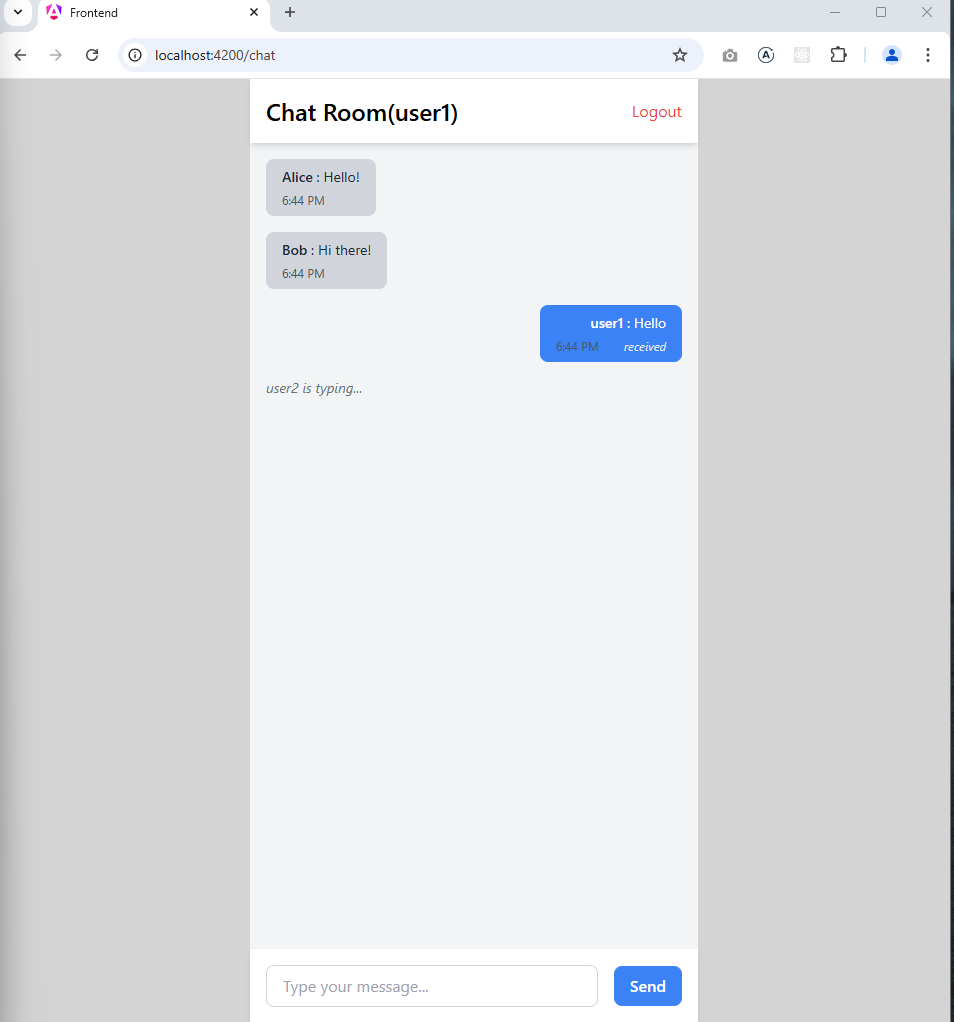 Frontend
localhost:4200/chat
Chat Room(user1)
Logout
Alice : Hello!
6:44 PM
Bob : Hi there!
6:44 PM
user1 : Hello
6:44 PM received
user2 is typing...
Type your message...
Send